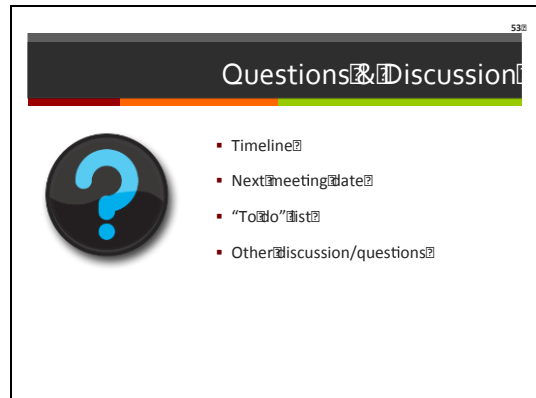 53
Questions & Discussion
Timeline
Next meeting date
“To do” list
Other discussion/questions